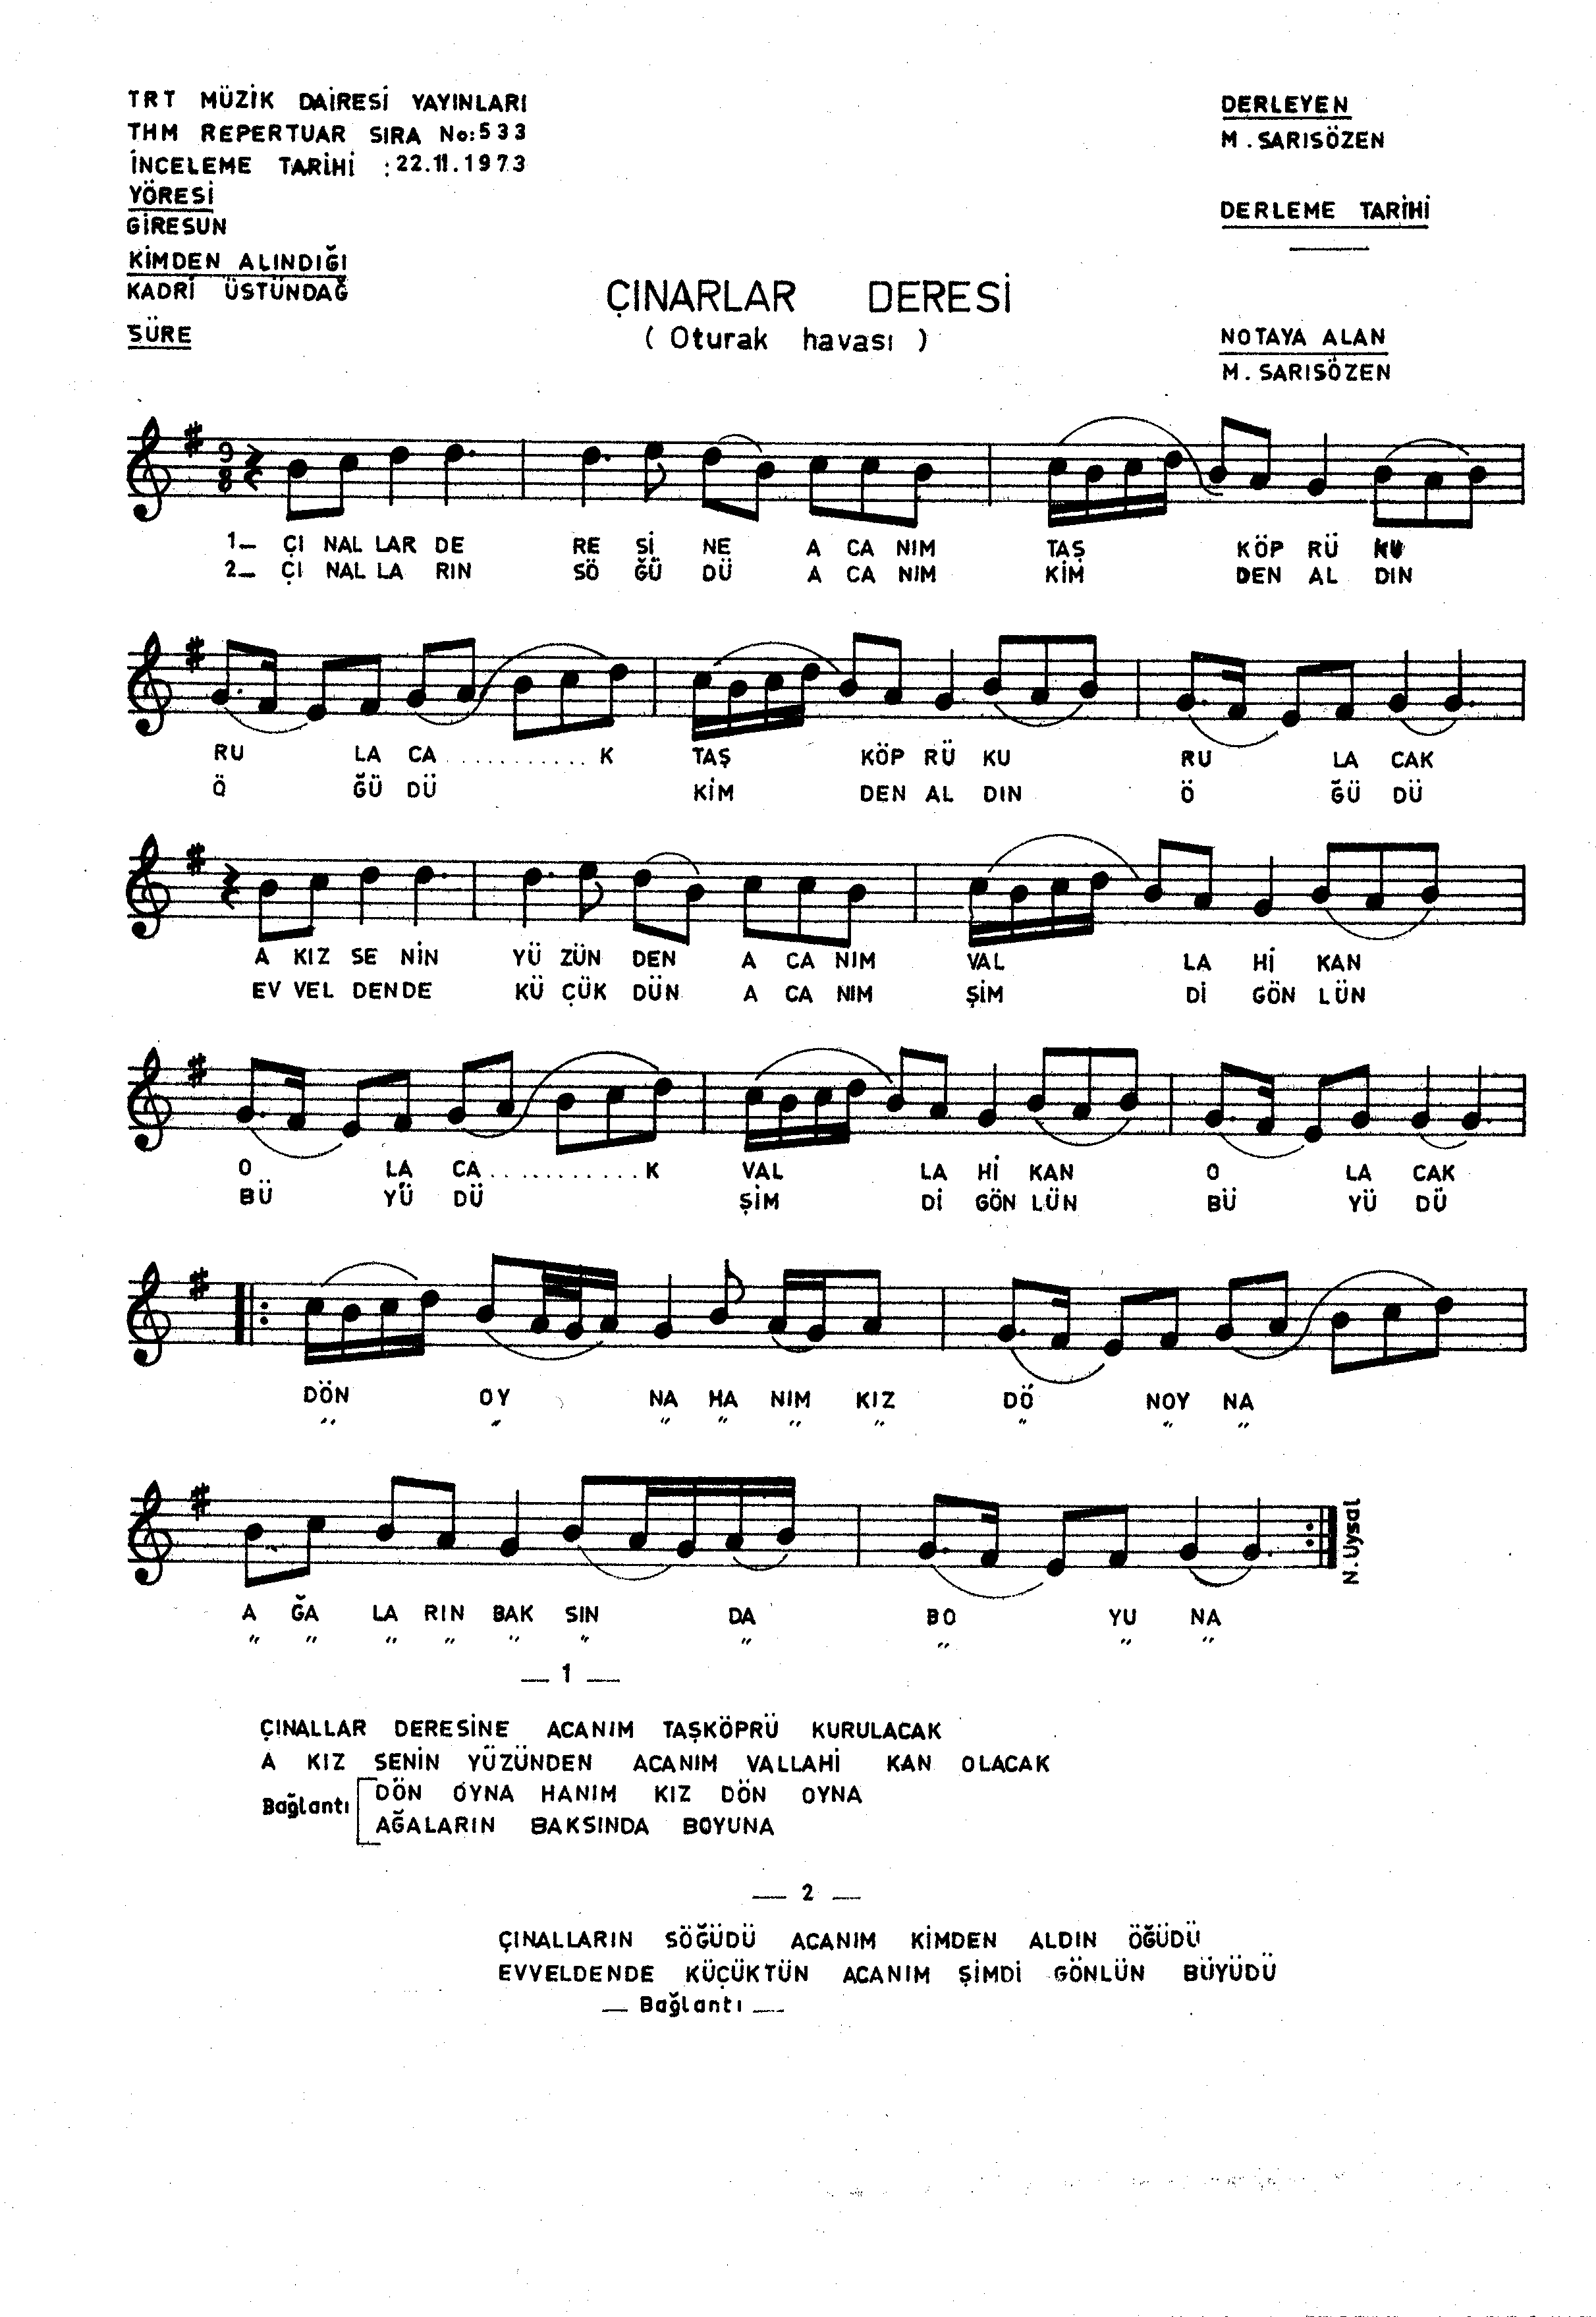 TRT MÜZİK DAİRESİ YAYINLARI
THM REPERTUAR SIRA No: 533
İNCELEME TARİHİ : 22.11.1973
YÖRESİ
GİRESUN
KİMDEN ALINDIĞI
KADRİ ÜSTÜNDAĞ
SÜRE
DERLEYEN
M. SARISÖZEN
DERLEME TARİHİ
NOTAYA ALAN
M. SARISÖZEN
ÇINARLAR DERESİ
( Oturak havası )
9
8
1_ ÇI NAL LAR DE RE Sİ NE A CA NIM TAŞ KÖP RÜ KU
2_ ÇI NAL LA RIN SÖ ĞÜ DÜ A CA NIM KİM DEN AL DIN
RU LA CA ............ K TAŞ KÖP RÜ KU RU LA CAK
Ö ĞÜ DÜ KİM DEN AL DIN Ö ĞÜ DÜ
A KIZ SE NİN YÜ ZÜN DEN A CA NIM VAL LA Hİ KAN
EV VEL DEN DE KÜ ÇÜK DÜN A CA NIM ŞİM Dİ GÖN LÜN
O LA CA ............ K VAL LA Hİ KAN O LA CAK
BÜ YÜ DÜ ŞİM Dİ GÖN LÜN BÜ YÜ DÜ
DÖN OY NA HA NIM KIZ DÖ NOY NA
" " " " " " " " "
A ĞA LA RIN BAK SIN DA BO YU NA
" " " " " " " " " "
N. Uysal
— 1 —
ÇINALLAR DERESİNE ACANIM TAŞKÖPRÜ KURULACAK
A KIZ SENİN YÜZÜNDEN ACANIM VALLAHİ KAN OLACAK
Bağlantı
DÖN OYNA HANIM KIZ DÖN OYNA
AĞALARIN BAKSINDA BOYUNA
— 2 —
ÇINALLARIN SÖĞÜDÜ ACANIM KİMDEN ALDIN ÖĞÜDÜ
EVVELDENDE KÜÇÜKTÜN ACANIM ŞİMDİ GÖNLÜN BÜYÜDÜ
— Bağlantı —